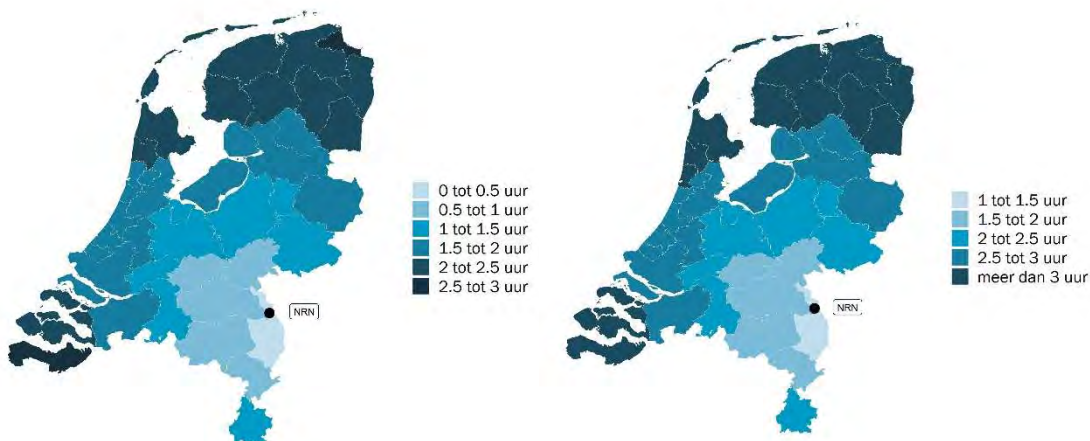 0 tot 0.5 uur
0.5 tot 1 uur
1 tot 1.5 uur
1.5 tot 2 uur
2 tot 2.5 uur
2.5 tot 3 uur
NRN
1 tot 1.5 uur
1.5 tot 2 uur
2 tot 2.5 uur
2.5 tot 3 uur
meer dan 3 uur
NRN